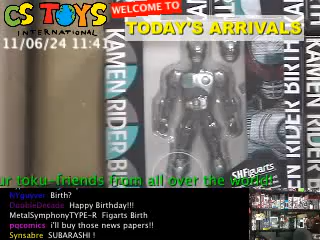 CS TOYS
INTERNATIONAL
WELCOME TO
TODAY'S ARRIVALS
11/06/24 11:41
KAMEN RIDER B
KAMEN RIDER BIRTH
KAMEN RIDER
S.H.Figuarts
ur toku-friends from all over the world!
Birth?
DoubleDecade Happy Birthday!!!
MetalSymphonyTYPE-R Figarts Birth
pqcomics i'll buy those news papers!!
Synsabre SUBARASHI !